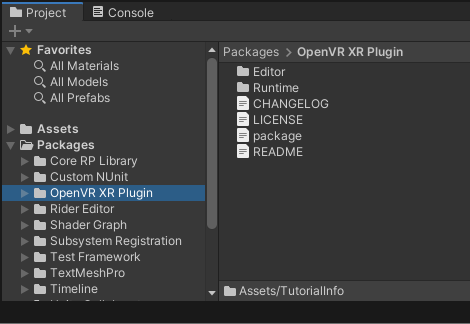 Project
Console
Favorites
All Materials
All Models
All Prefabs
Assets
Packages
Core RP Library
Custom NUnit
OpenVR XR Plugin
Rider Editor
Shader Graph
Subsystem Registration
Test Framework
TextMeshPro
Timeline
Packages > OpenVR XR Plugin
Editor
Runtime
CHANGELOG
LICENSE
package
README
Assets/TutorialInfo